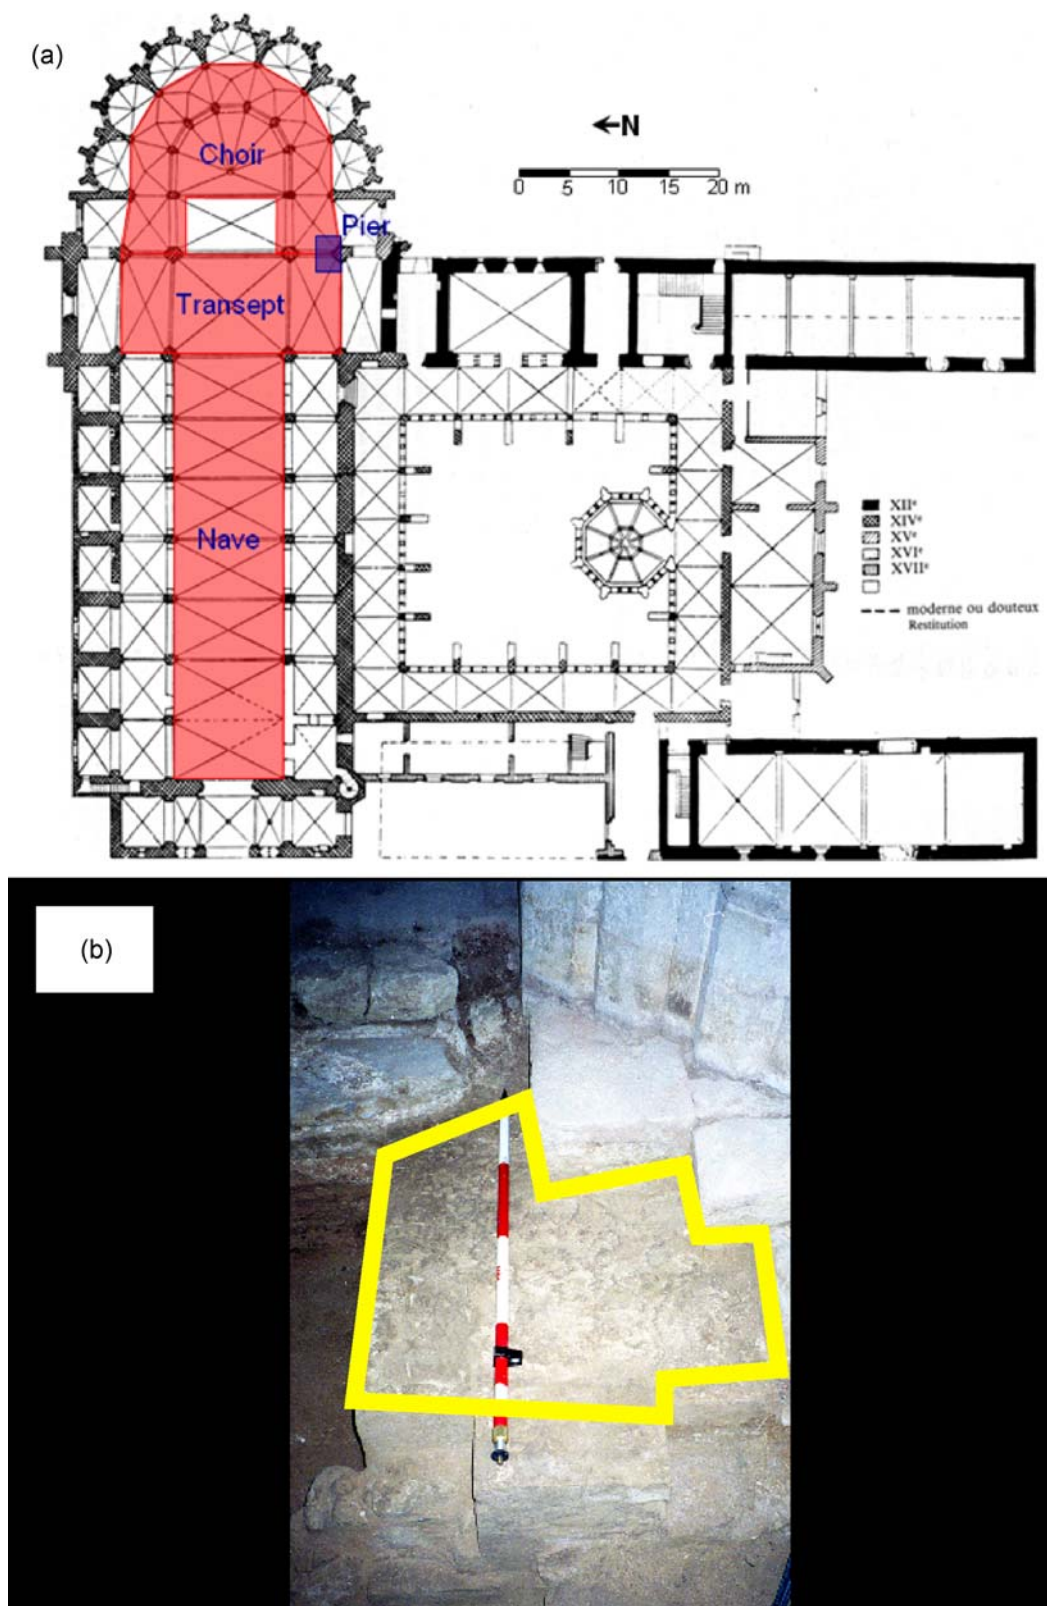 (a)
←N
Choir
0 5 10 15 20 m
Pier
Transept
Nave
XIIe
XIVe
XVe
XVIe
XVIIe
moderne ou douteux
Restitution
(b)